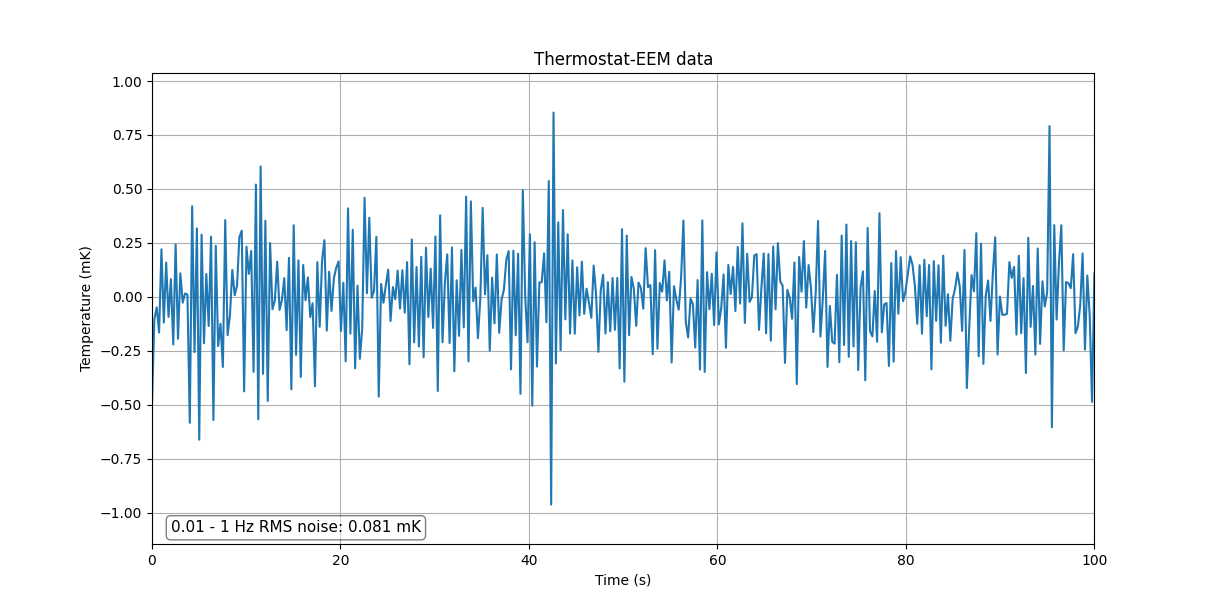 Thermostat-EEM data
Temperature (mK)
1.00
0.75
0.50
0.25
0.00
−0.25
−0.50
−0.75
−1.00
0.01 - 1 Hz RMS noise: 0.081 mK
0 20 40 60 80 100
Time (s)